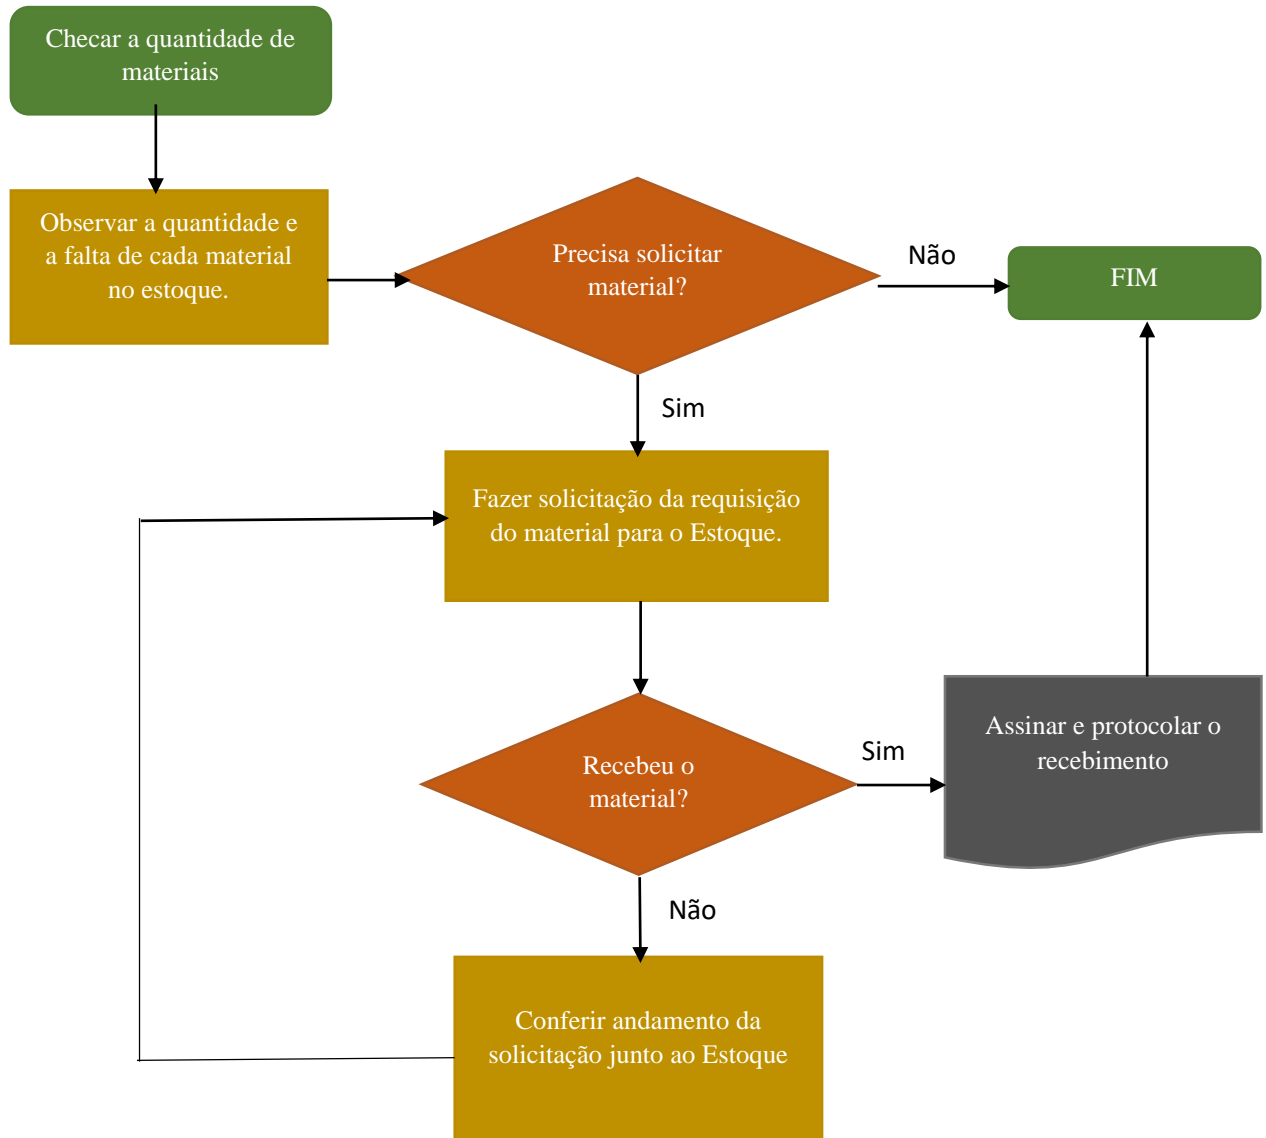 Checar a quantidade de
materiais
Observar a quantidade e
a falta de cada material
no estoque.
Precisa solicitar
material?
Não
FIM
Sim
Fazer solicitação da requisição
do material para o Estoque.
Recebeu o
material?
Sim
Assinar e protocolar o
recebimento
Não
Conferir andamento da
solicitação junto ao Estoque